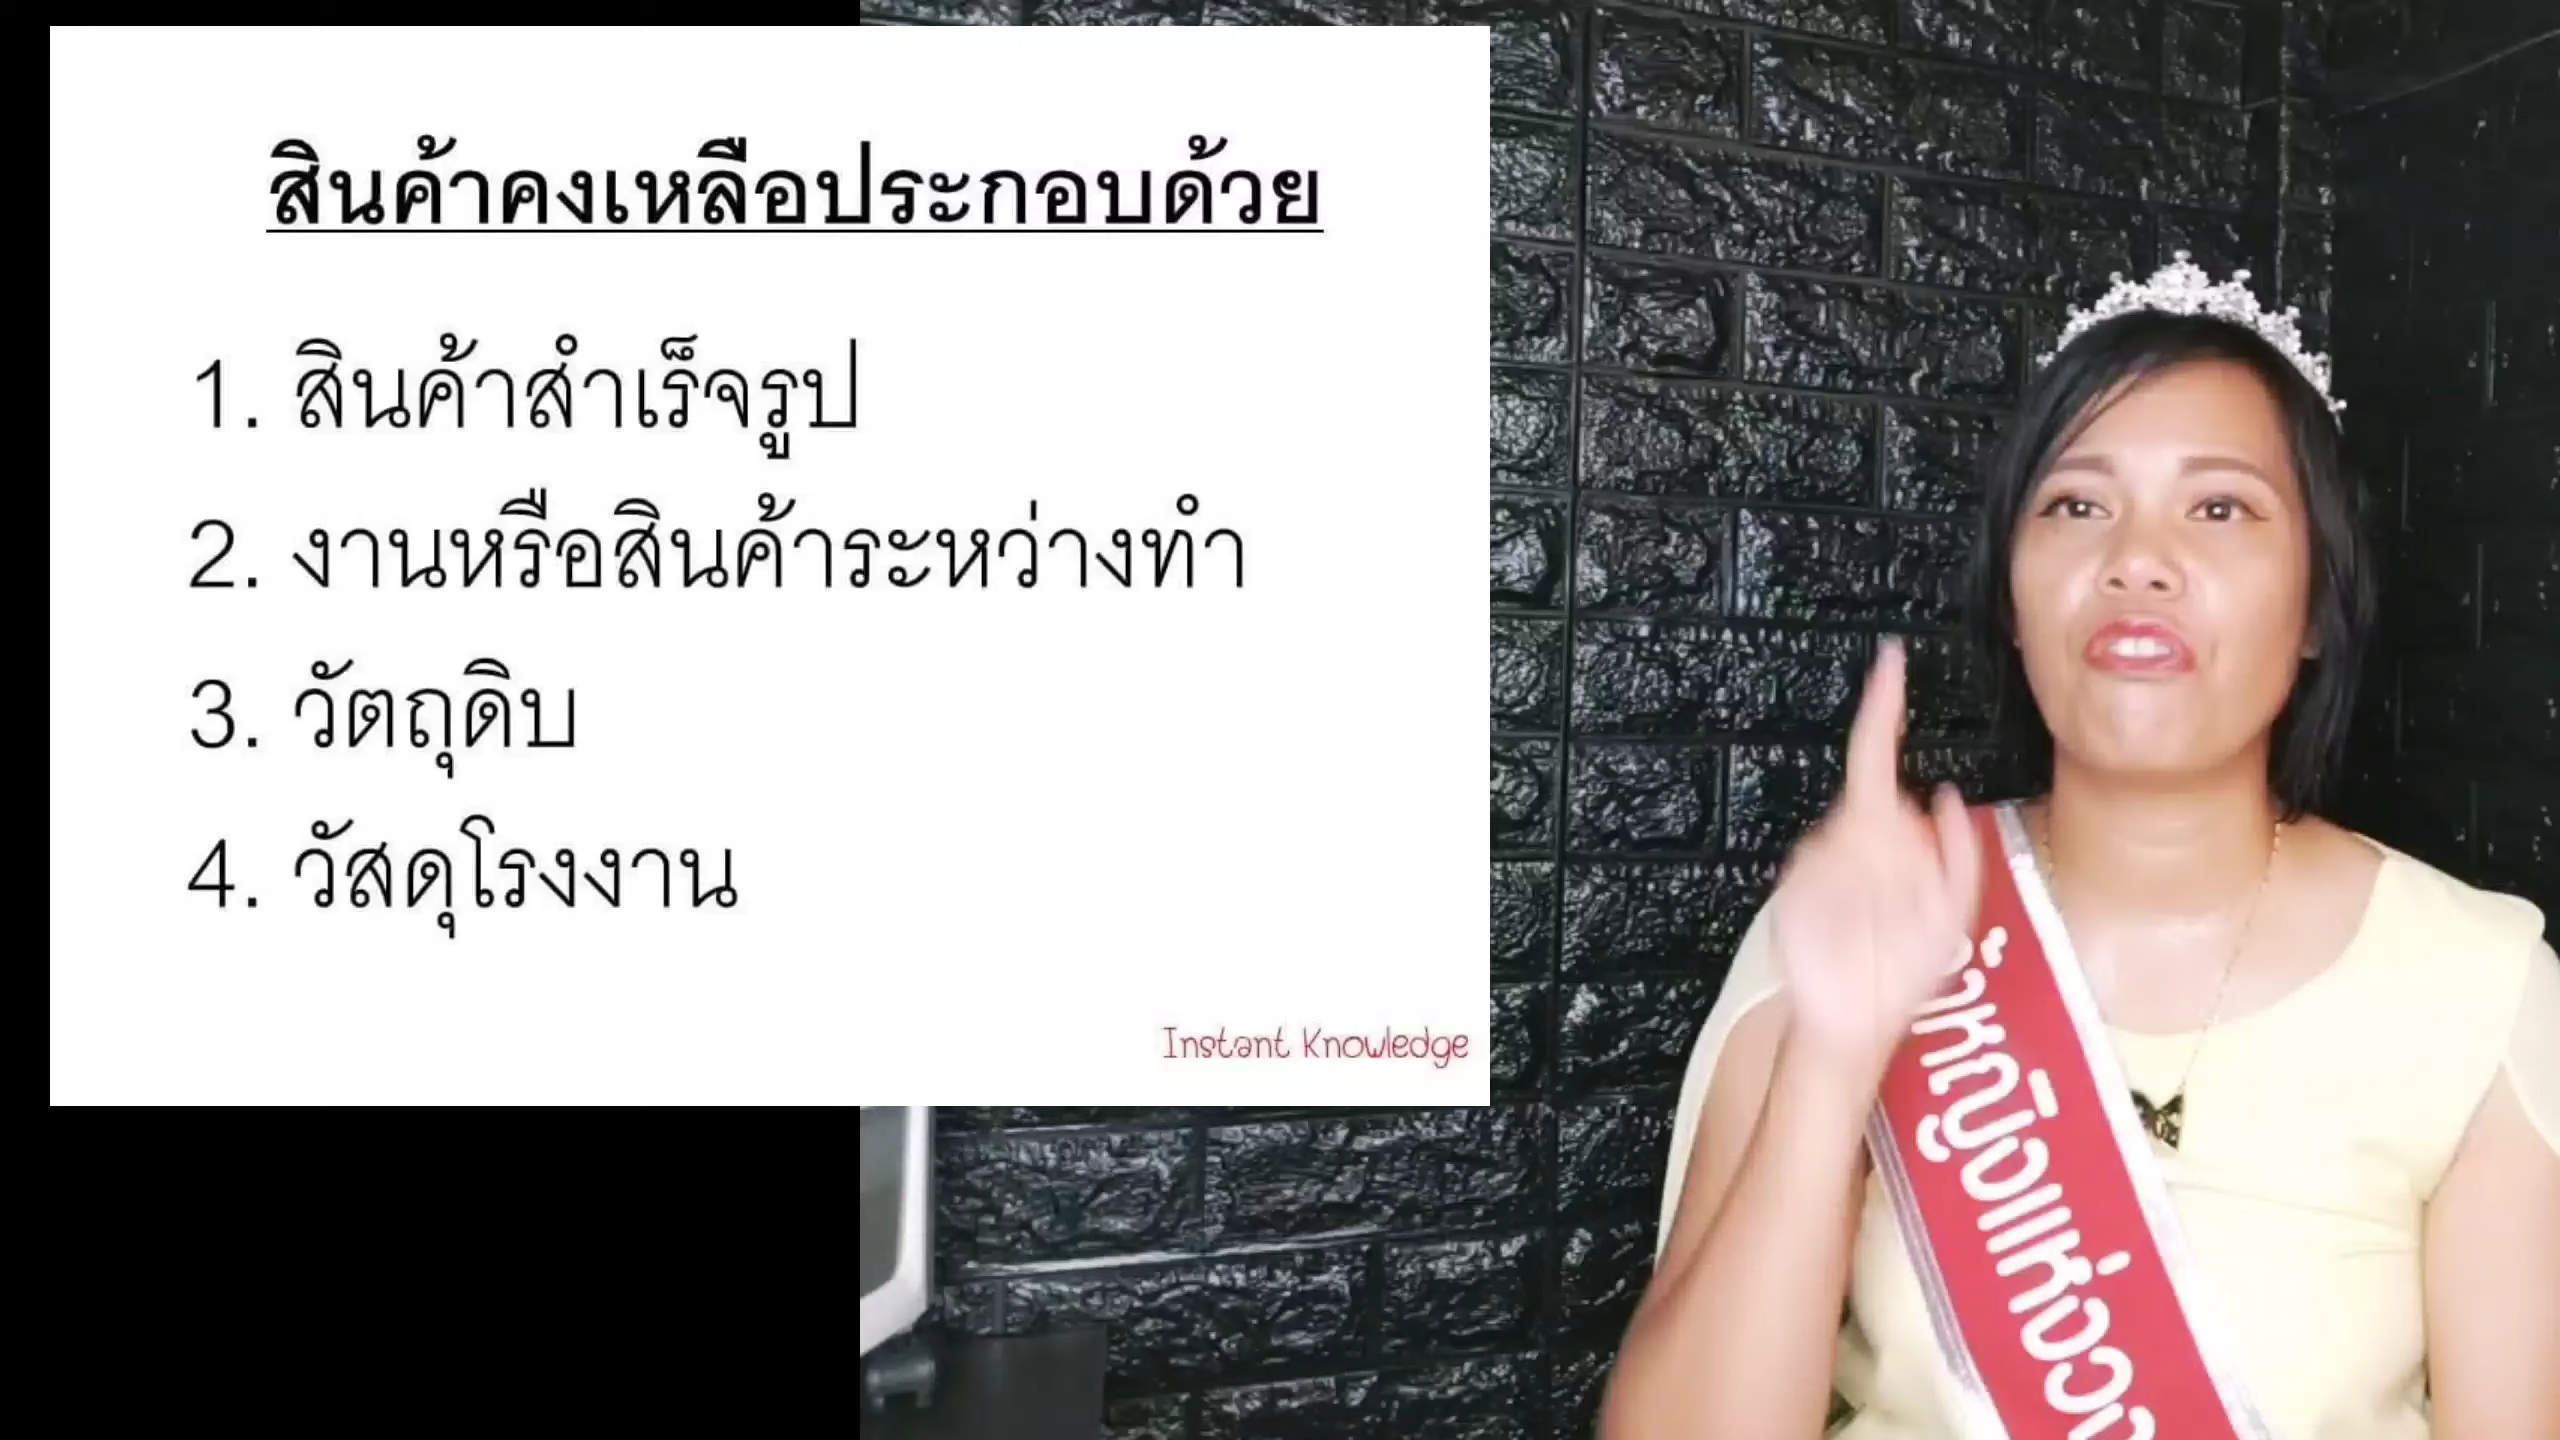 สินค้าคงเหลือประกอบด้วย
1. สินค้าสำเร็จรูป
2. งานหรือสินค้าระหว่างทำ
3. วัตถุดิบ
4. วัสดุโรงงาน
Instant Knowledge